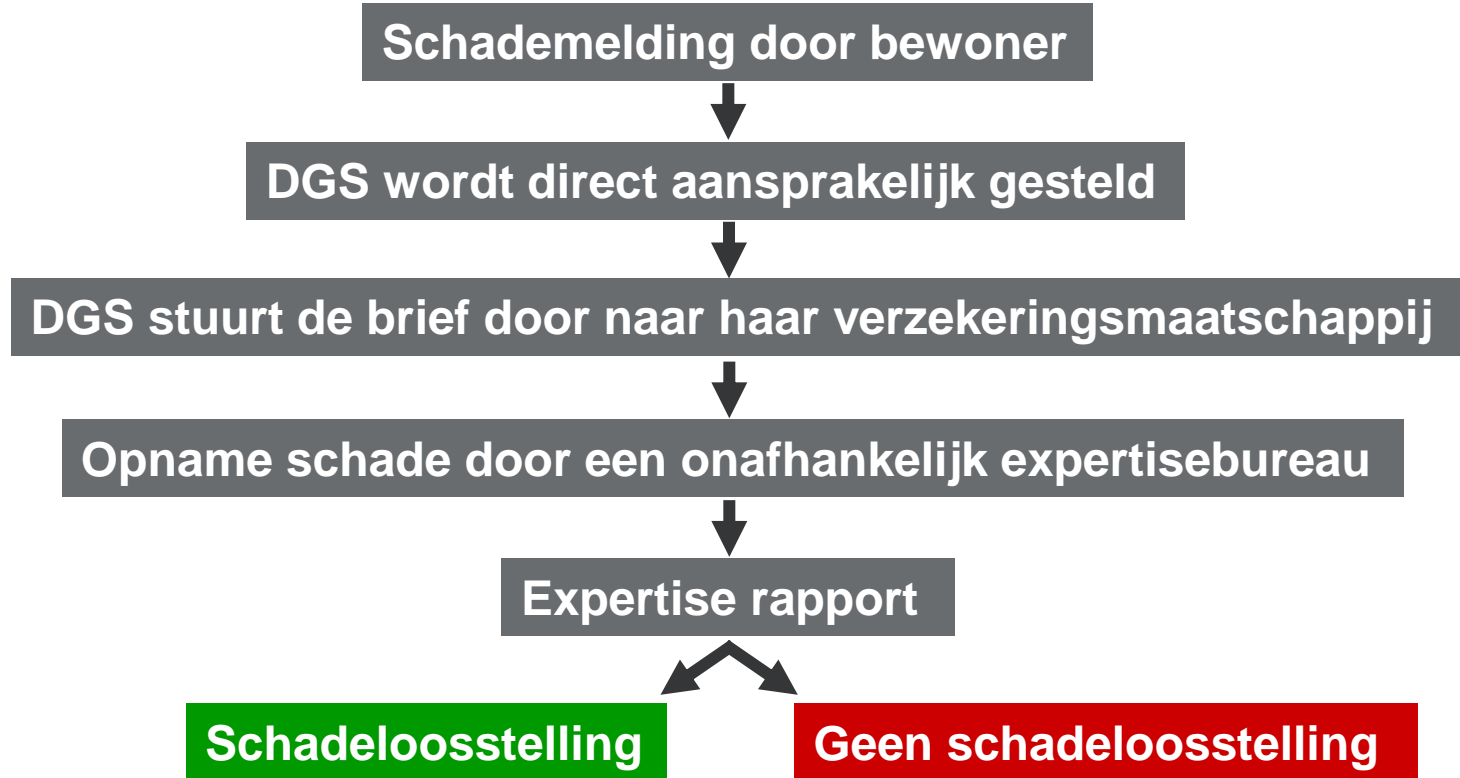 Schademelding door bewoner
DGS wordt direct aansprakelijk gesteld
DGS stuurt de brief door naar haar verzekeringsmaatschappij
Opname schade door een onafhankelijk expertisebureau
Expertise rapport
Schadeloosstelling
Geen schadeloosstelling